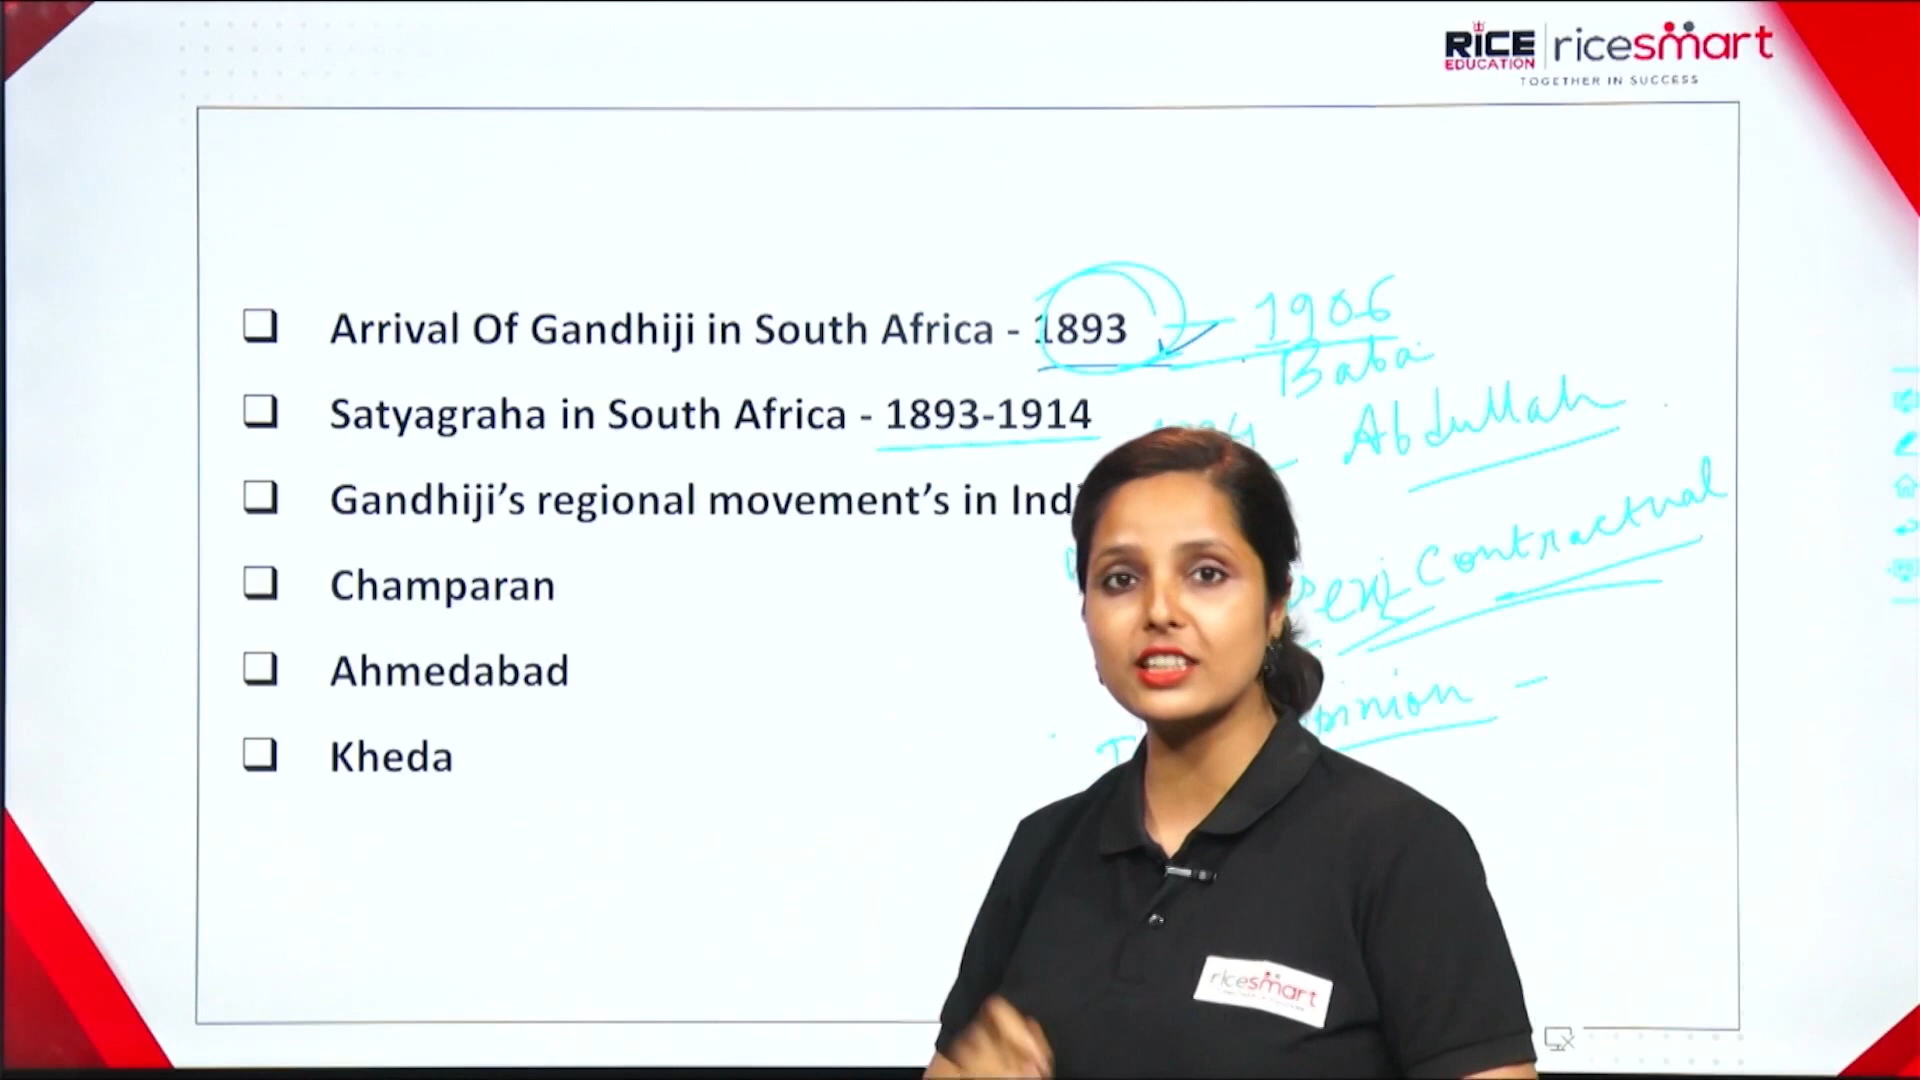 RICE EDUCATION ricesmart
TOGETHER IN SUCCESS
Arrival Of Gandhiji in South Africa - 1893
1906
Baba
Satyagraha in South Africa - 1893-1914
Abdullah
Gandhiji's regional movement's in
Contractual
Champaran
Ahmedabad
Kheda
ricesmart